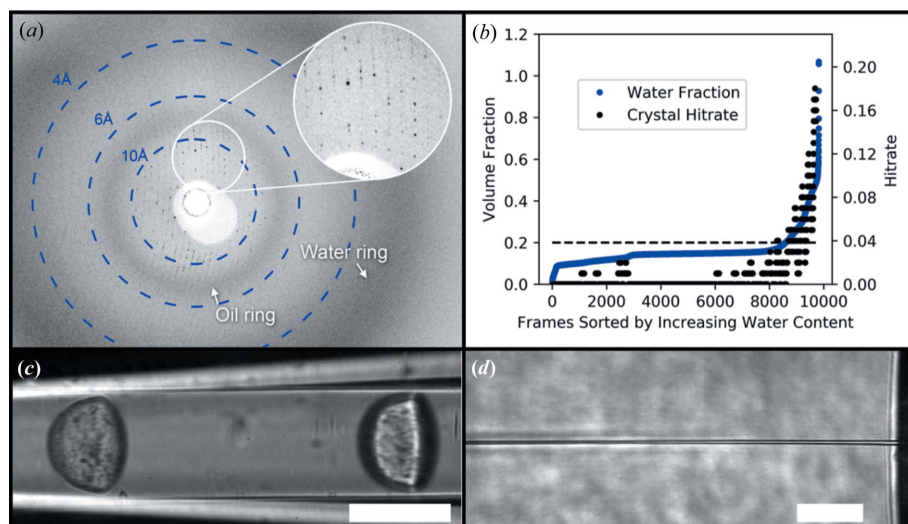 (a)
4Å
6Å
10Å
Water ring
Oil ring
(b)
1.2
1.0
0.8
0.6
0.4
0.2
0.0
Volume Fraction
Water Fraction
Crystal Hitrate
0.20
0.16
0.12
0.08
0.04
0.00
Hitrate
0
2000
4000
6000
8000
10000
Frames Sorted by Increasing Water Content
(c)
(d)